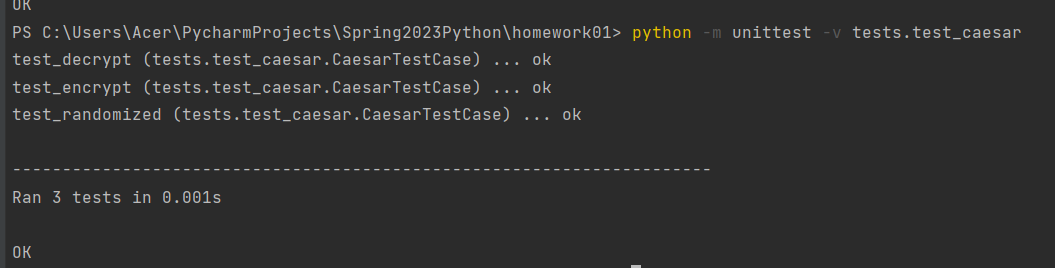 OK
PS C:\Users\Acer\PycharmProjects\Spring2023Python\homework01> python -m unittest -v tests.test_caesar
test_decrypt (tests.test_caesar.CaesarTestCase) ... ok
test_encrypt (tests.test_caesar.CaesarTestCase) ... ok
test_randomized (tests.test_caesar.CaesarTestCase) ... ok
----------------------------------------------------------------------
Ran 3 tests in 0.001s
OK